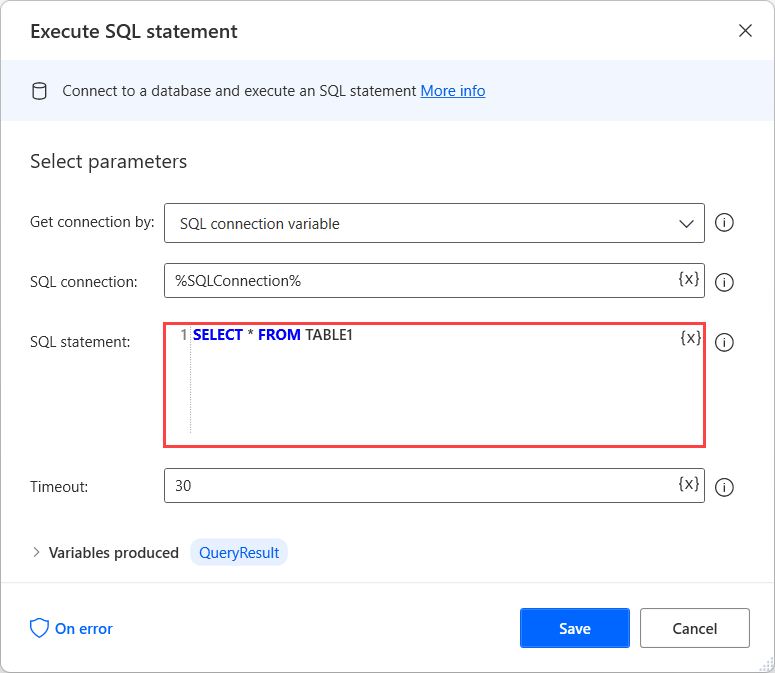 Execute SQL statement
Connect to a database and execute an SQL statement More info
Select parameters
Get connection by: SQL connection variable
SQL connection: %SQLConnection% {x}
SQL statement: 1 SELECT * FROM TABLE1 {x}
Timeout: 30 {x}
Variables produced QueryResult
On error Save Cancel